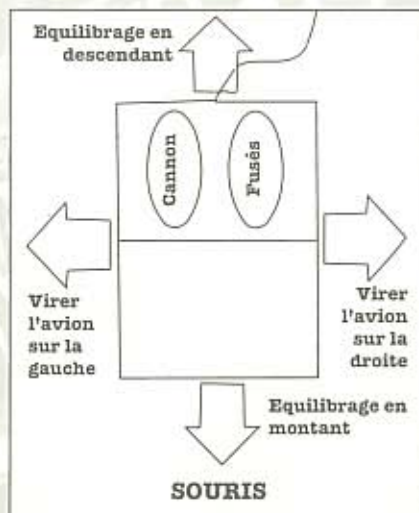 Equilibrage en
descendant
Cannon
Fusés
Virer
l'avion
sur la
gauche
Virer
l'avion
sur la
droite
Equilibrage en
montant
SOURIS